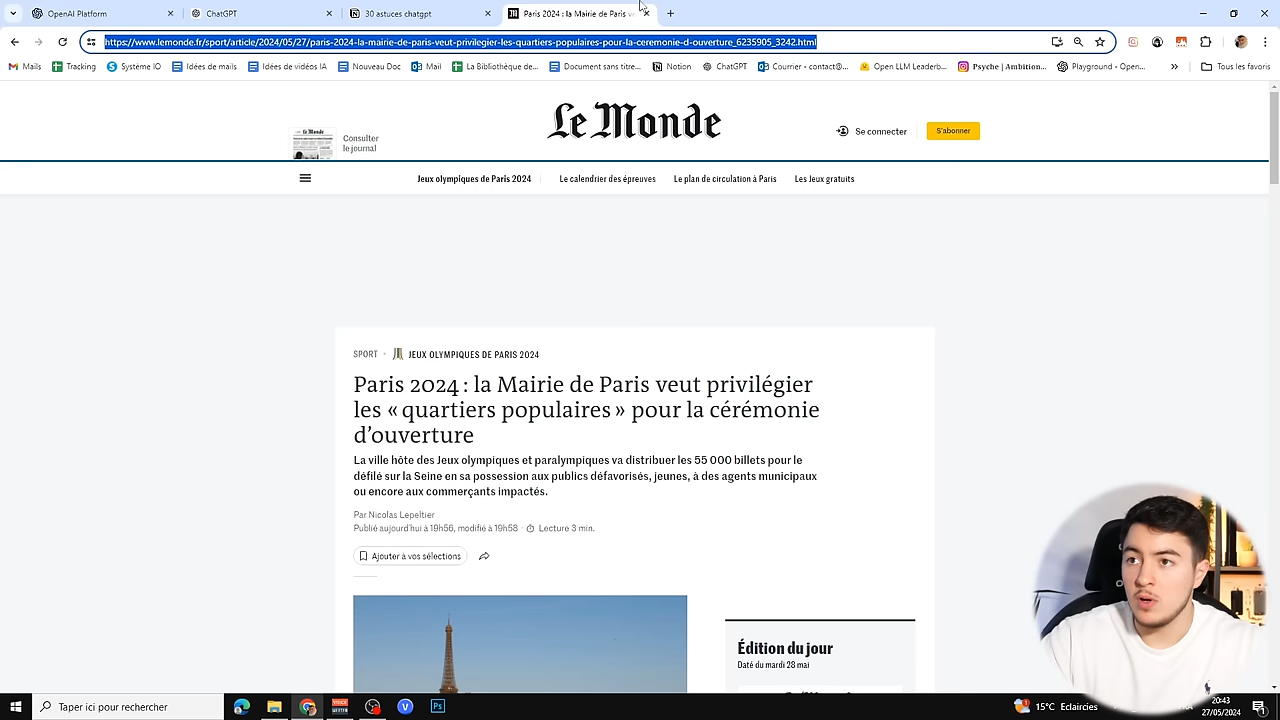 OpenAI Platform
ChatGPT
30 astuces chatgpt
Paris 2024 : la Mairie de Paris ve
https://www.lemonde.fr/sport/article/2024/05/27/paris-2024-la-mairie-de-paris-veut-privilegier-les-quartiers-populaires-pour-la-ceremonie-d-ouverture_6235905_3242.html
Mails
Tracking
Système IO
Idées de mails
Idées de vidéos IA
Nouveau Doc
Mail
La Bibliothèque de...
Document sans titre...
Notion
ChatGPT
Courrier • contact@...
Open LLM Leaderb...
Psyche | Ambition...
Playground • Open...
Tous les favoris
Le Monde
Consulter
le journal
Se connecter
S'abonner
Jeux olympiques de Paris 2024
Le calendrier des épreuves
Le plan de circulation à Paris
Les Jeux gratuits
SPORT • JEUX OLYMPIQUES DE PARIS 2024
Paris 2024 : la Mairie de Paris veut privilégier
les « quartiers populaires » pour la cérémonie
d’ouverture
La ville hôte des Jeux olympiques et paralympiques va distribuer les 55 000 billets pour le
défilé sur la Seine en sa possession aux publics défavorisés, jeunes, à des agents municipaux
ou encore aux commerçants impactés.
Par Nicolas Lepeltier
Publié aujourd’hui à 19h56, modifié à 19h58 · Lecture 3 min.
Ajouter à vos sélections
Édition du jour
Daté du mardi 28 mai
Taper ici pour rechercher
Ps
15°C Eclaircies
20:43
27/05/2024